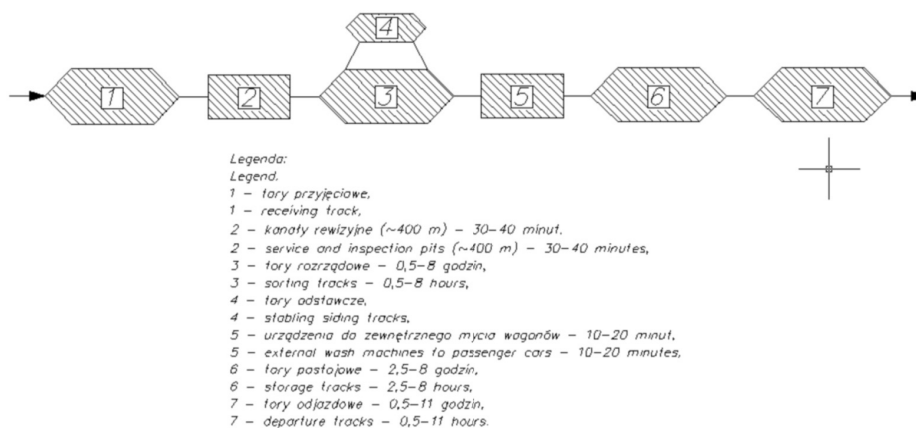 4
1
2
3
5
6
7
Legenda:
Legend.
1 – tory przyjęciowe,
1 – receiving track,
2 – kanały rewizyjne (~400 m) – 30–40 minut.
2 – service and inspection pits (~400 m) – 30–40 minutes,
3 – tory rozrządowe – 0,5–8 godzin,
3 – sorting tracks – 0,5–8 hours,
4 – tory odstawcze,
4 – stabling siding tracks,
5 – urządzenia do zewnętrznego mycia wagonów – 10–20 minut,
5 – external wash machines to passenger cars – 10–20 minutes,
6 – tory postojowe – 2,5–8 godzin,
6 – storage tracks – 2,5–8 hours,
7 – tory odjazdowe – 0,5–11 godzin,
7 – departure tracks – 0,5–11 hours.